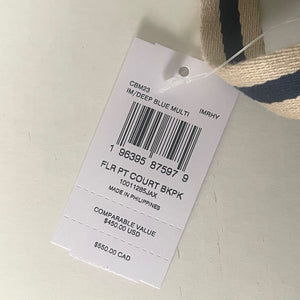 CBM23
IM/DEEP BLUE MULTI IMRHY
1 96395 87597 9
FLR PT COURT BKPK
10011285JAX
MADE IN PHILIPPINES
COMPARABLE VALUE
$450.00 USD
$550.00 CAD